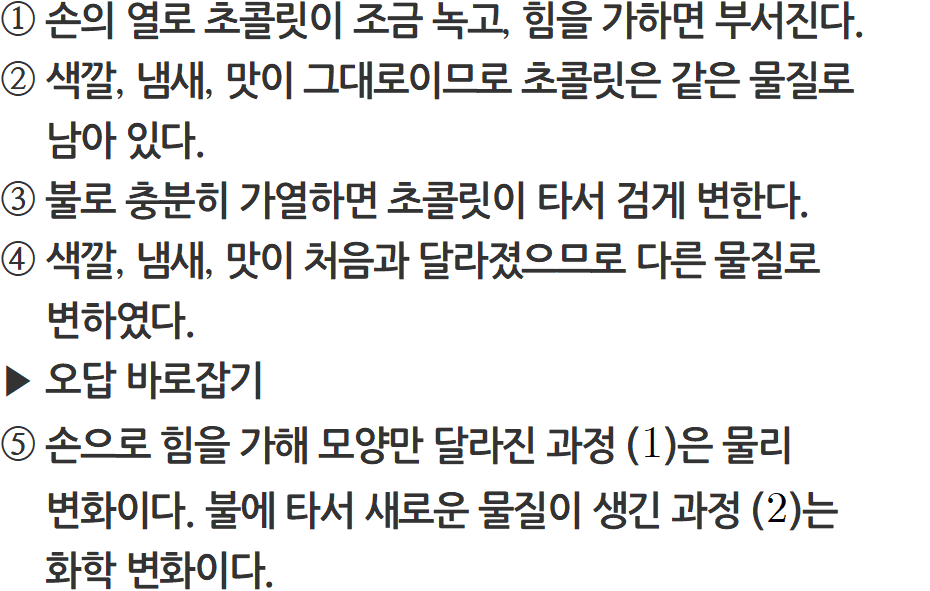 ① 손의 열로 초콜릿이 조금 녹고, 힘을 가하면 부서진다.
② 색깔, 냄새, 맛이 그대로이므로 초콜릿은 같은 물질로
남아 있다.
③ 불로 충분히 가열하면 초콜릿이 타서 검게 변한다.
④ 색깔, 냄새, 맛이 처음과 달라졌으므로 다른 물질로
변하였다.
▶ 오답 바로잡기
⑤ 손으로 힘을 가해 모양만 달라진 과정 (1)은 물리
변화이다. 불에 타서 새로운 물질이 생긴 과정 (2)는
화학 변화이다.